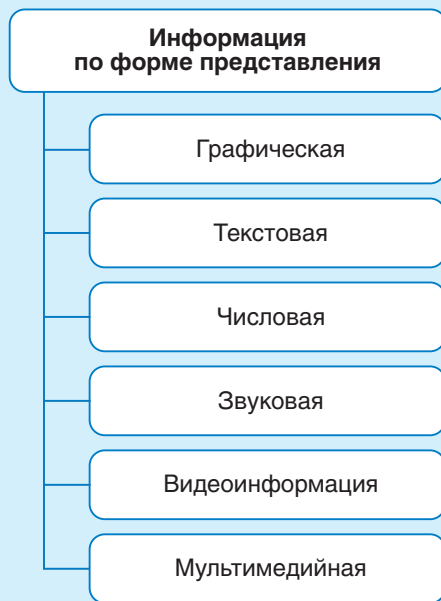 Информация
по форме представления
Графическая
Текстовая
Числовая
Звуковая
Видеоинформация
Мультимедийная